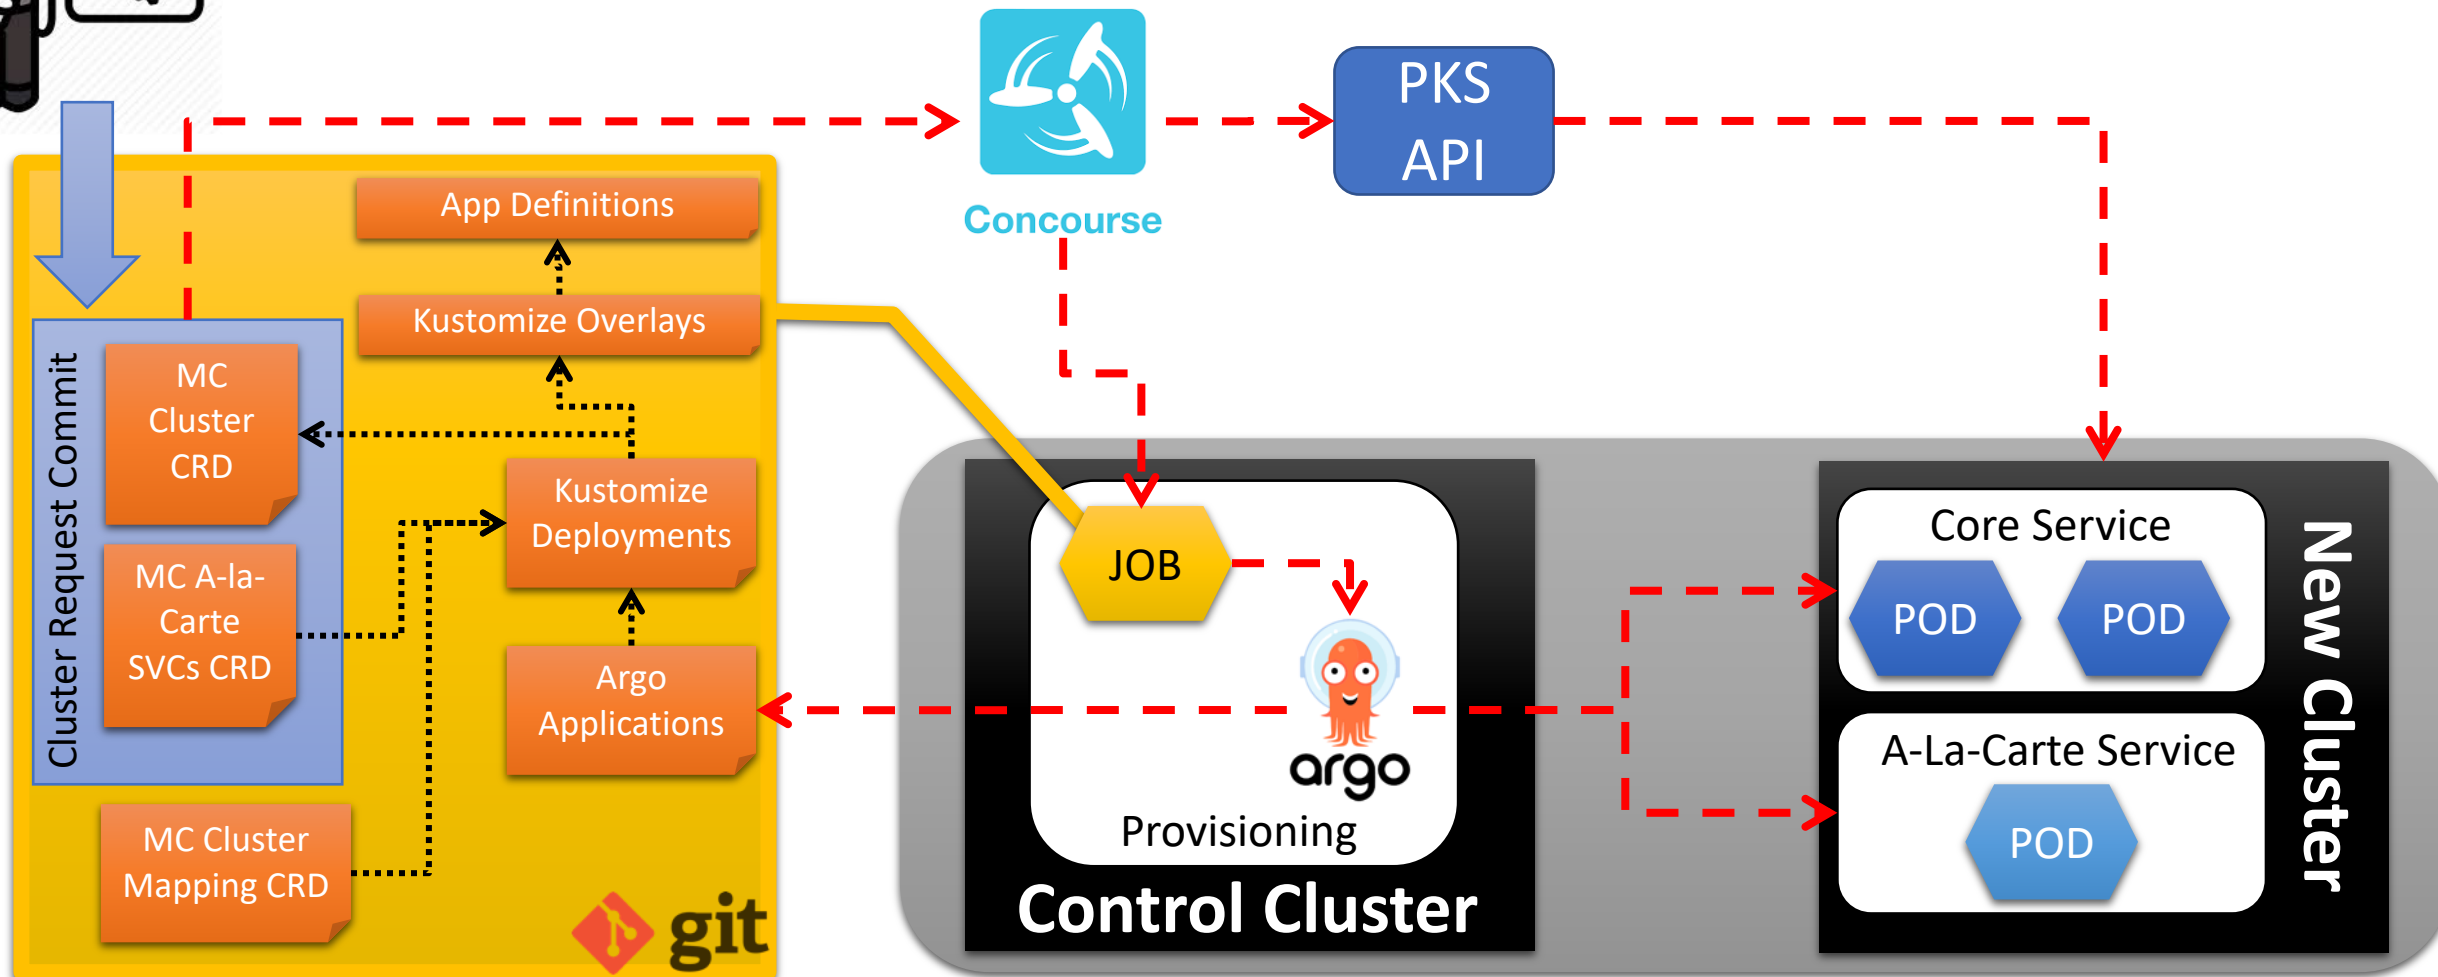 Concourse
PKS
API
App Definitions
Kustomize Overlays
Cluster Request Commit
MC
Cluster
CRD
MC A-la-
Carte
SVCs CRD
Kustomize
Deployments
Argo
Applications
MC Cluster
Mapping CRD
git
JOB
argo
Provisioning
Control Cluster
Core Service
POD
POD
A-La-Carte Service
POD
New Cluster